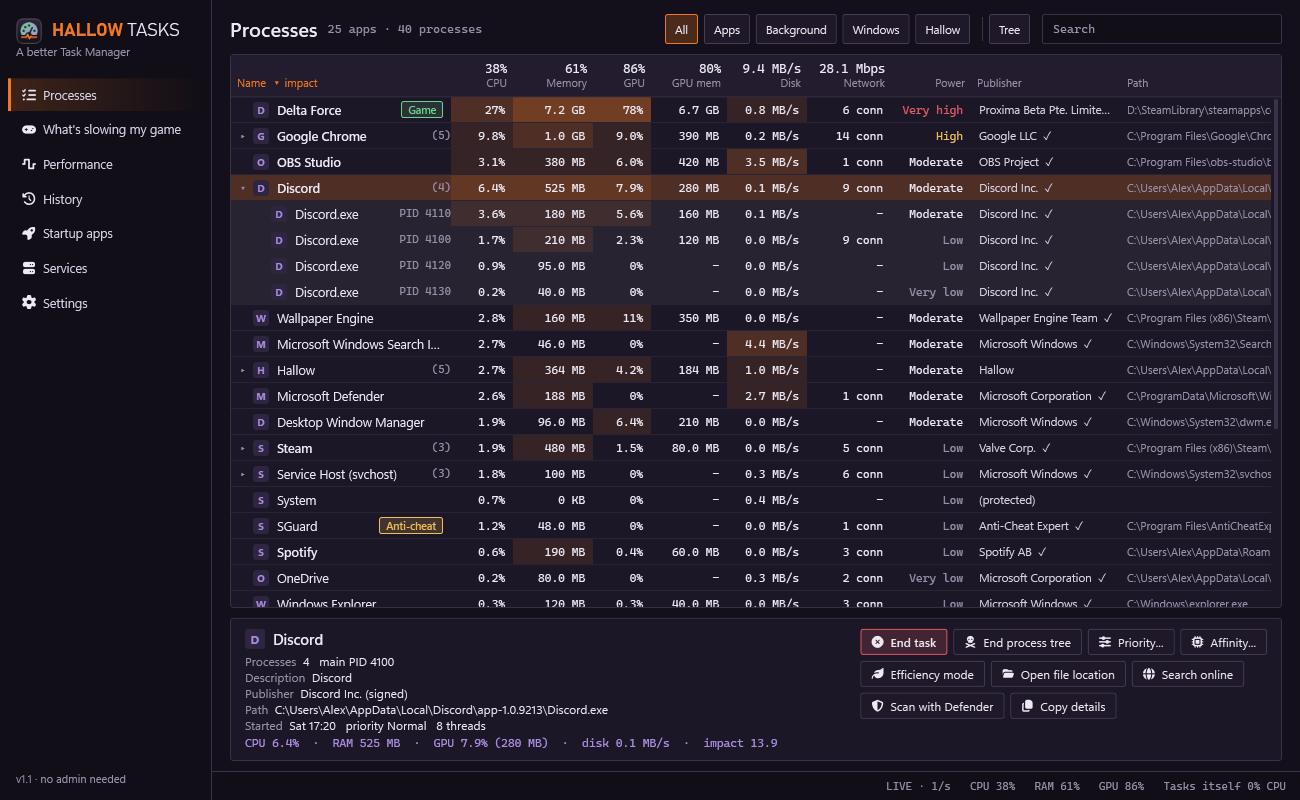 HALLOW TASKS
A better Task Manager
Processes
What's slowing my game
Performance
History
Startup apps
Services
Settings
v1.1 · no admin needed
Processes 25 apps · 40 processes All Apps Background Windows Hallow Tree Search
38% 61% 86% 80% 9.4 MB/s 28.1 Mbps
Name ▾ impact CPU Memory GPU GPU mem Disk Network Power Publisher Path
D Delta Force Game 27% 7.2 GB 78% 6.7 GB 0.8 MB/s 6 conn Very high Proxima Beta Pte. Limite... D:\SteamLibrary\steamapps\c
▸ G Google Chrome (5) 9.8% 1.0 GB 9.0% 390 MB 0.2 MB/s 14 conn High Google LLC ✓ C:\Program Files\Google\Chrc
O OBS Studio 3.1% 380 MB 6.0% 420 MB 3.5 MB/s 1 conn Moderate OBS Project ✓ C:\Program Files\obs-studio\b
▾ D Discord (4) 6.4% 525 MB 7.9% 280 MB 0.1 MB/s 9 conn Moderate Discord Inc. ✓ C:\Users\Alex\AppData\Local\
D Discord.exe PID 4110 3.6% 180 MB 5.6% 160 MB 0.1 MB/s – Moderate Discord Inc. ✓ C:\Users\Alex\AppData\Local\
D Discord.exe PID 4100 1.7% 210 MB 2.3% 120 MB 0.0 MB/s 9 conn Low Discord Inc. ✓ C:\Users\Alex\AppData\Local\
D Discord.exe PID 4120 0.9% 95.0 MB 0% – 0.0 MB/s – Low Discord Inc. ✓ C:\Users\Alex\AppData\Local\
D Discord.exe PID 4130 0.2% 40.0 MB 0% – 0.0 MB/s – Very low Discord Inc. ✓ C:\Users\Alex\AppData\Local\
W Wallpaper Engine 2.8% 160 MB 11% 350 MB 0.0 MB/s – Moderate Wallpaper Engine Team ✓ C:\Program Files (x86)\Steam\
M Microsoft Windows Search I... 2.7% 46.0 MB 0% – 4.4 MB/s – Moderate Microsoft Windows ✓ C:\Windows\System32\Search
▸ H Hallow (5) 2.7% 364 MB 4.2% 184 MB 1.0 MB/s – Moderate Hallow C:\Users\Alex\AppData\Local\
M Microsoft Defender 2.6% 188 MB 0% – 2.7 MB/s 1 conn Moderate Microsoft Corporation ✓ C:\ProgramData\Microsoft\Wi
D Desktop Window Manager 1.9% 96.0 MB 6.4% 210 MB 0.0 MB/s – Moderate Microsoft Windows ✓ C:\Windows\System32\dwm.e
▸ S Steam (3) 1.9% 480 MB 1.5% 80.0 MB 0.0 MB/s 5 conn Low Valve Corp. ✓ C:\Program Files (x86)\Steam\
▸ S Service Host (svchost) (3) 1.8% 100 MB 0% – 0.3 MB/s 6 conn Low Microsoft Windows ✓ C:\Windows\System32\svchos
S System 0.7% 0 KB 0% – 0.4 MB/s – Low (protected)
S SGuard Anti-cheat 1.2% 48.0 MB 0% – 0.0 MB/s 1 conn Low Anti-Cheat Expert ✓ C:\Program Files\AntiCheatExp
S Spotify 0.6% 190 MB 0.4% 60.0 MB 0.0 MB/s 3 conn Low Spotify AB ✓ C:\Users\Alex\AppData\Roam
O OneDrive 0.2% 80.0 MB 0% – 0.3 MB/s 2 conn Very low Microsoft Corporation ✓ C:\Users\Alex\AppData\Local\
W Windows Explorer 0.3% 120 MB 0.3% 40.0 MB 0.0 MB/s 3 conn Low Microsoft Windows ✓ C:\Windows\explorer.exe
D Discord
Processes 4 main PID 4100
Description Discord
Publisher Discord Inc. (signed)
Path C:\Users\Alex\AppData\Local\Discord\app-1.0.9213\Discord.exe
Started Sat 17:20 priority Normal 8 threads
CPU 6.4% · RAM 525 MB · GPU 7.9% (280 MB) · disk 0.1 MB/s · impact 13.9
End task End process tree Priority... Affinity...
Efficiency mode Open file location Search online
Scan with Defender Copy details
LIVE · 1/s CPU 38% RAM 61% GPU 86% Tasks itself 0% CPU